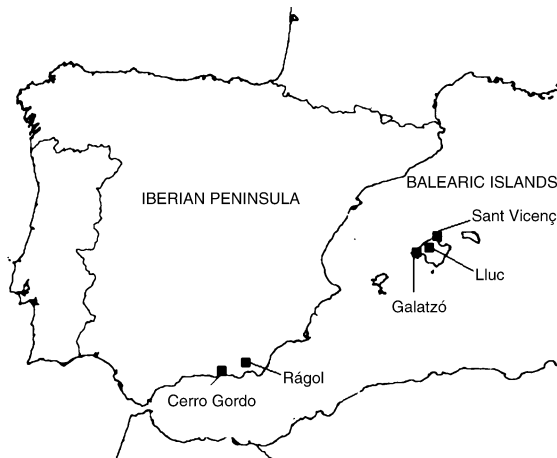 BALEARIC ISLANDS
IBERIAN PENINSULA
Sant Vicenç
Lluc
Galatzó
Rágol
Cerro Gordo